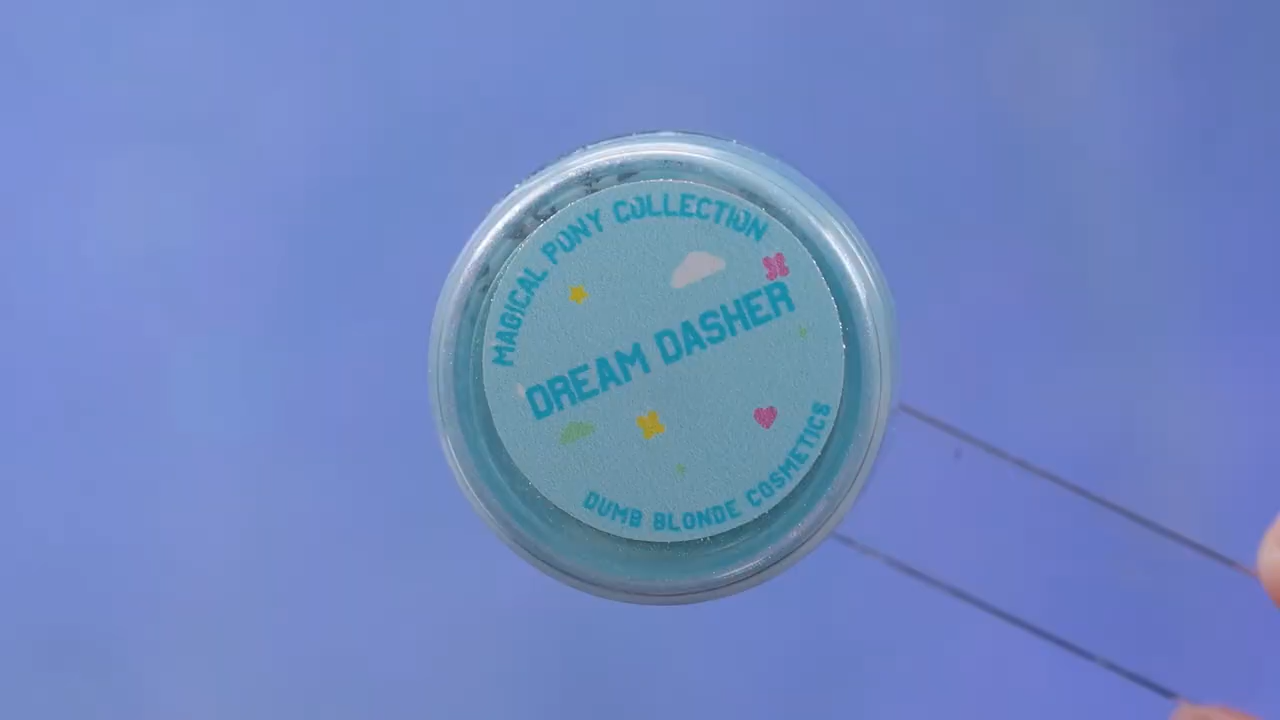 MAGICAL PONY COLLECTION
DREAM DASHER
DUMB BLONDE COSMETICS